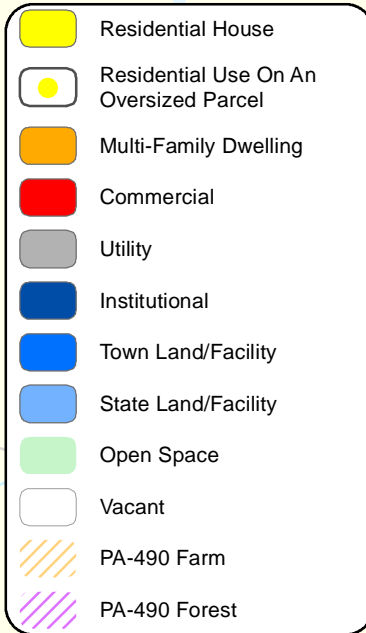 Residential House
Residential Use On An
Oversized Parcel
Multi-Family Dwelling
Commercial
Utility
Institutional
Town Land/Facility
State Land/Facility
Open Space
Vacant
PA-490 Farm
PA-490 Forest